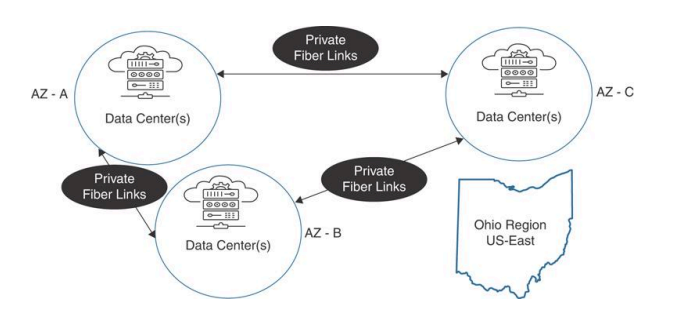 Private
Fiber Links
AZ - A
Data Center(s)
Data Center(s)
AZ - C
Private
Fiber Links
Private
Fiber Links
Data Center(s)
AZ - B
Ohio Region
US-East